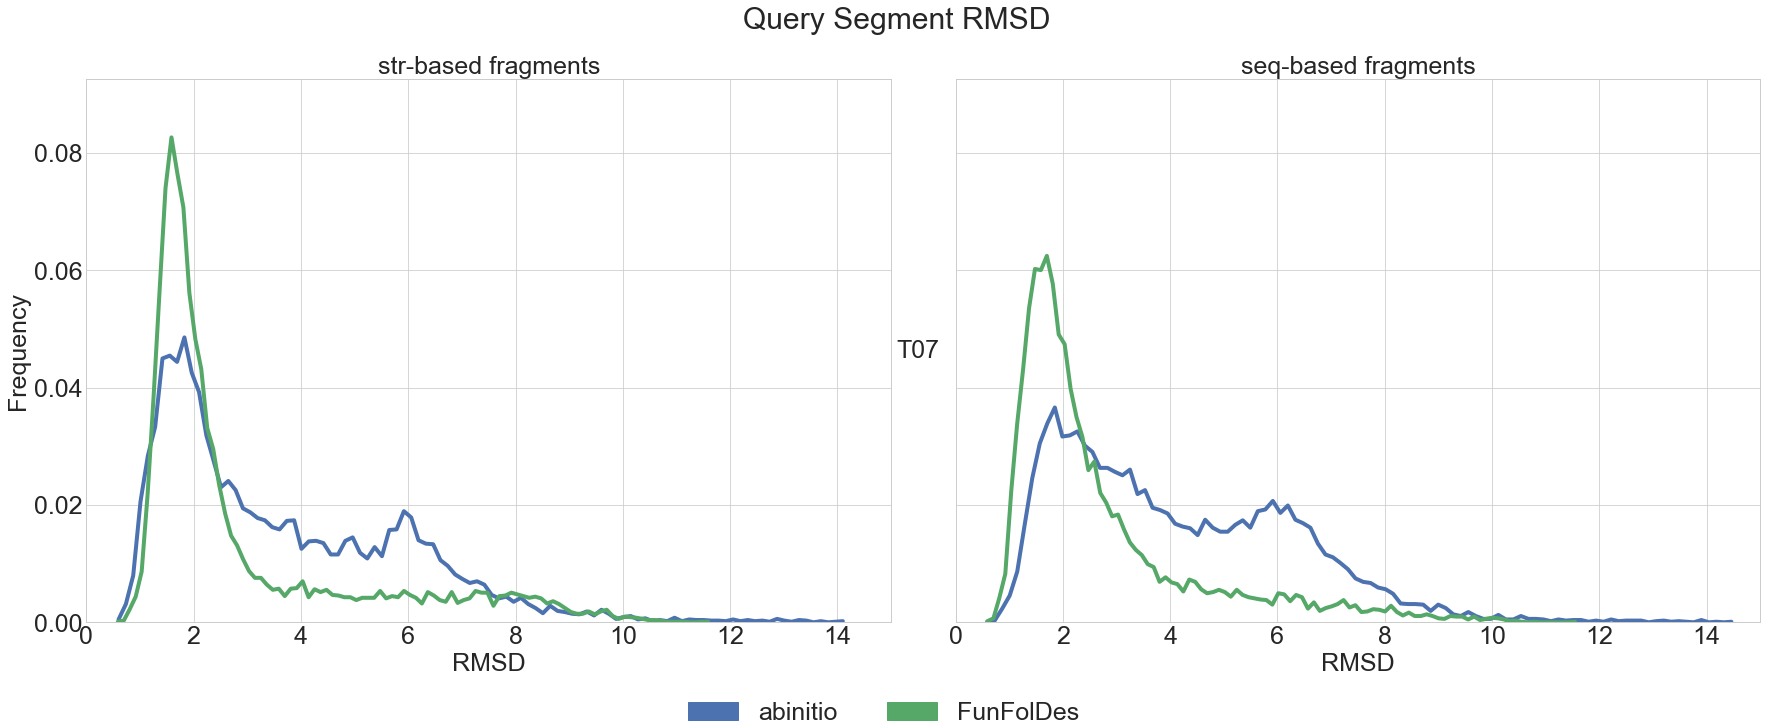 Query Segment RMSD
str-based fragments
seq-based fragments
Frequency
0.08
0.06
0.04
0.02
0.00
0 2 4 6 8 10 12 14
RMSD
T07
0 2 4 6 8 10 12 14
RMSD
abinitio
FunFolDes